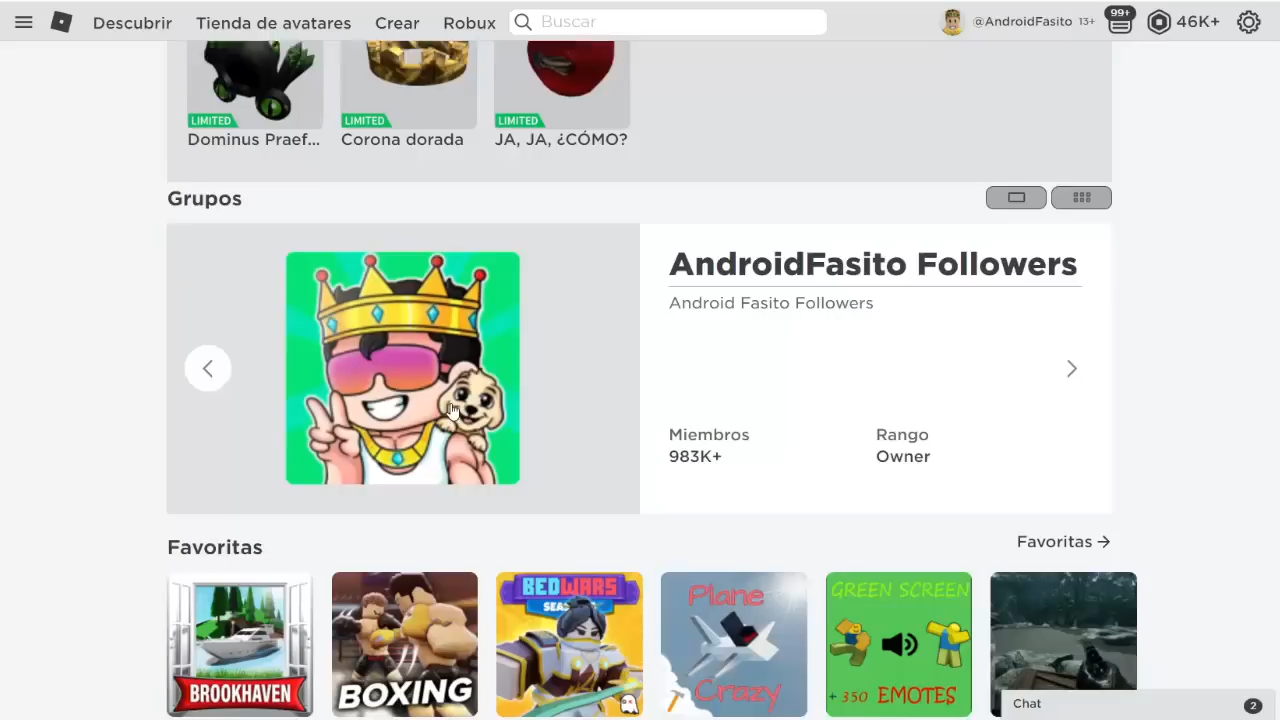 Descubrir Tienda de avatares Crear Robux Buscar @AndroidFasito 13+ 99+ 46K+
LIMITED LIMITED LIMITED
Dominus Praef... Corona dorada JA, JA, ¿CÓMO?
Grupos
AndroidFasito Followers
Android Fasito Followers
Miembros Rango
983K+ Owner
Favoritas Favoritas →
BROOKHAVEN
BOXING
BEDWARS
SEAS
Plane
Crazy
GREEN SCREEN
+ 350 EMOTES
Chat 2